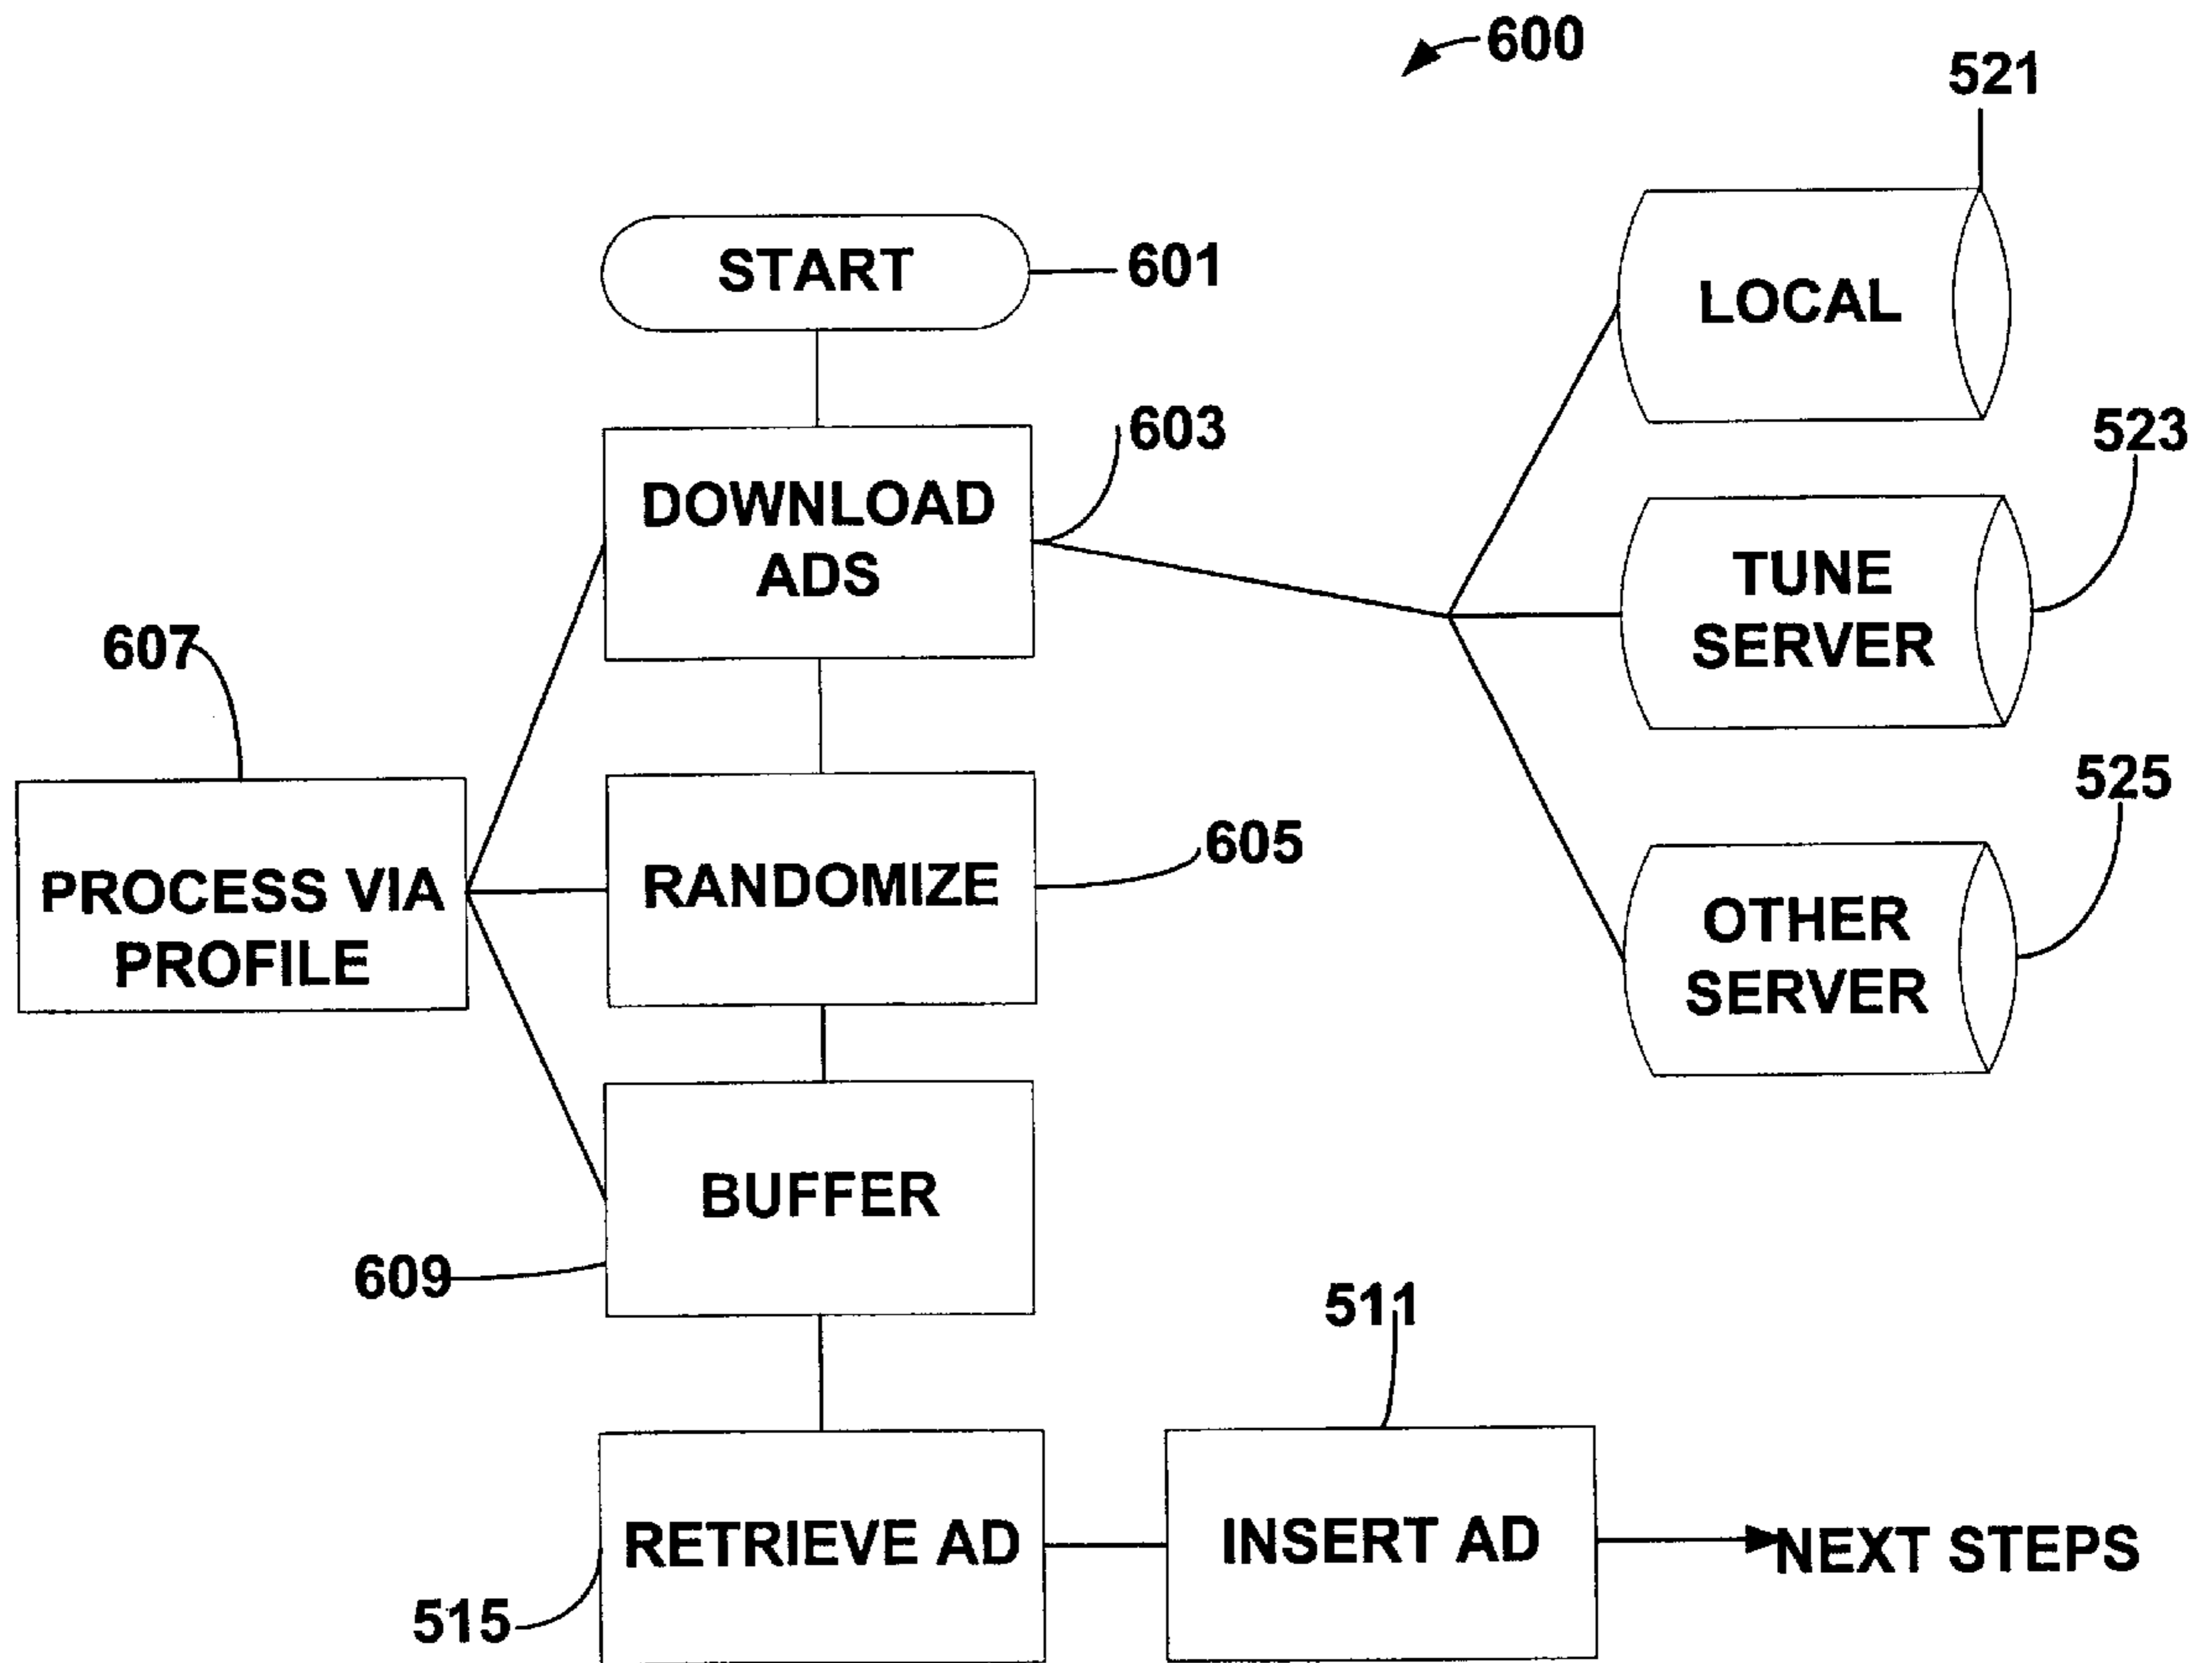 600
521
START
601
LOCAL
603
523
DOWNLOAD
ADS
TUNE
SERVER
607
525
605
PROCESS VIA
PROFILE
RANDOMIZE
OTHER
SERVER
BUFFER
609
511
RETRIEVE AD
INSERT AD
NEXT STEPS
515